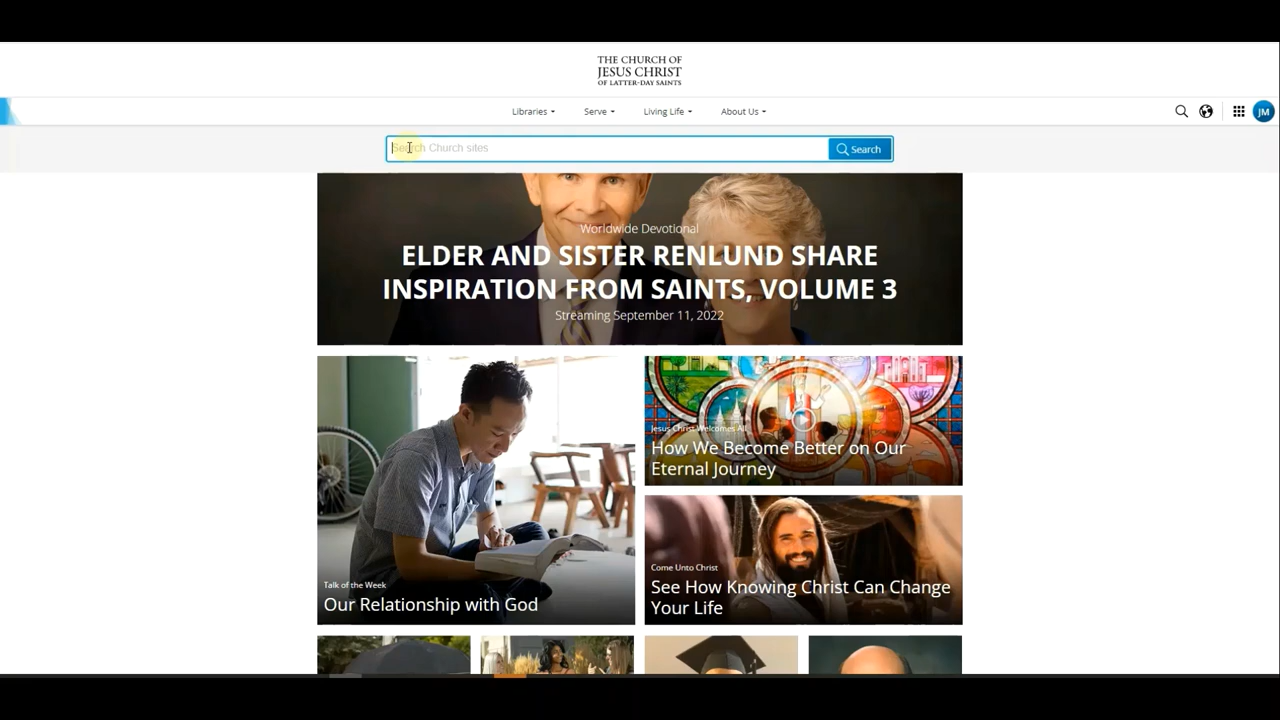 THE CHURCH OF
JESUS CHRIST
OF LATTER-DAY SAINTS
Libraries
Serve
Living Life
About Us
JM
Search Church sites
Search
Worldwide Devotional
ELDER AND SISTER RENLUND SHARE
INSPIRATION FROM SAINTS, VOLUME 3
Streaming September 11, 2022
Talk of the Week
Our Relationship with God
Jesus Christ Welcomes All
How We Become Better on Our
Eternal Journey
Come Unto Christ
See How Knowing Christ Can Change
Your Life